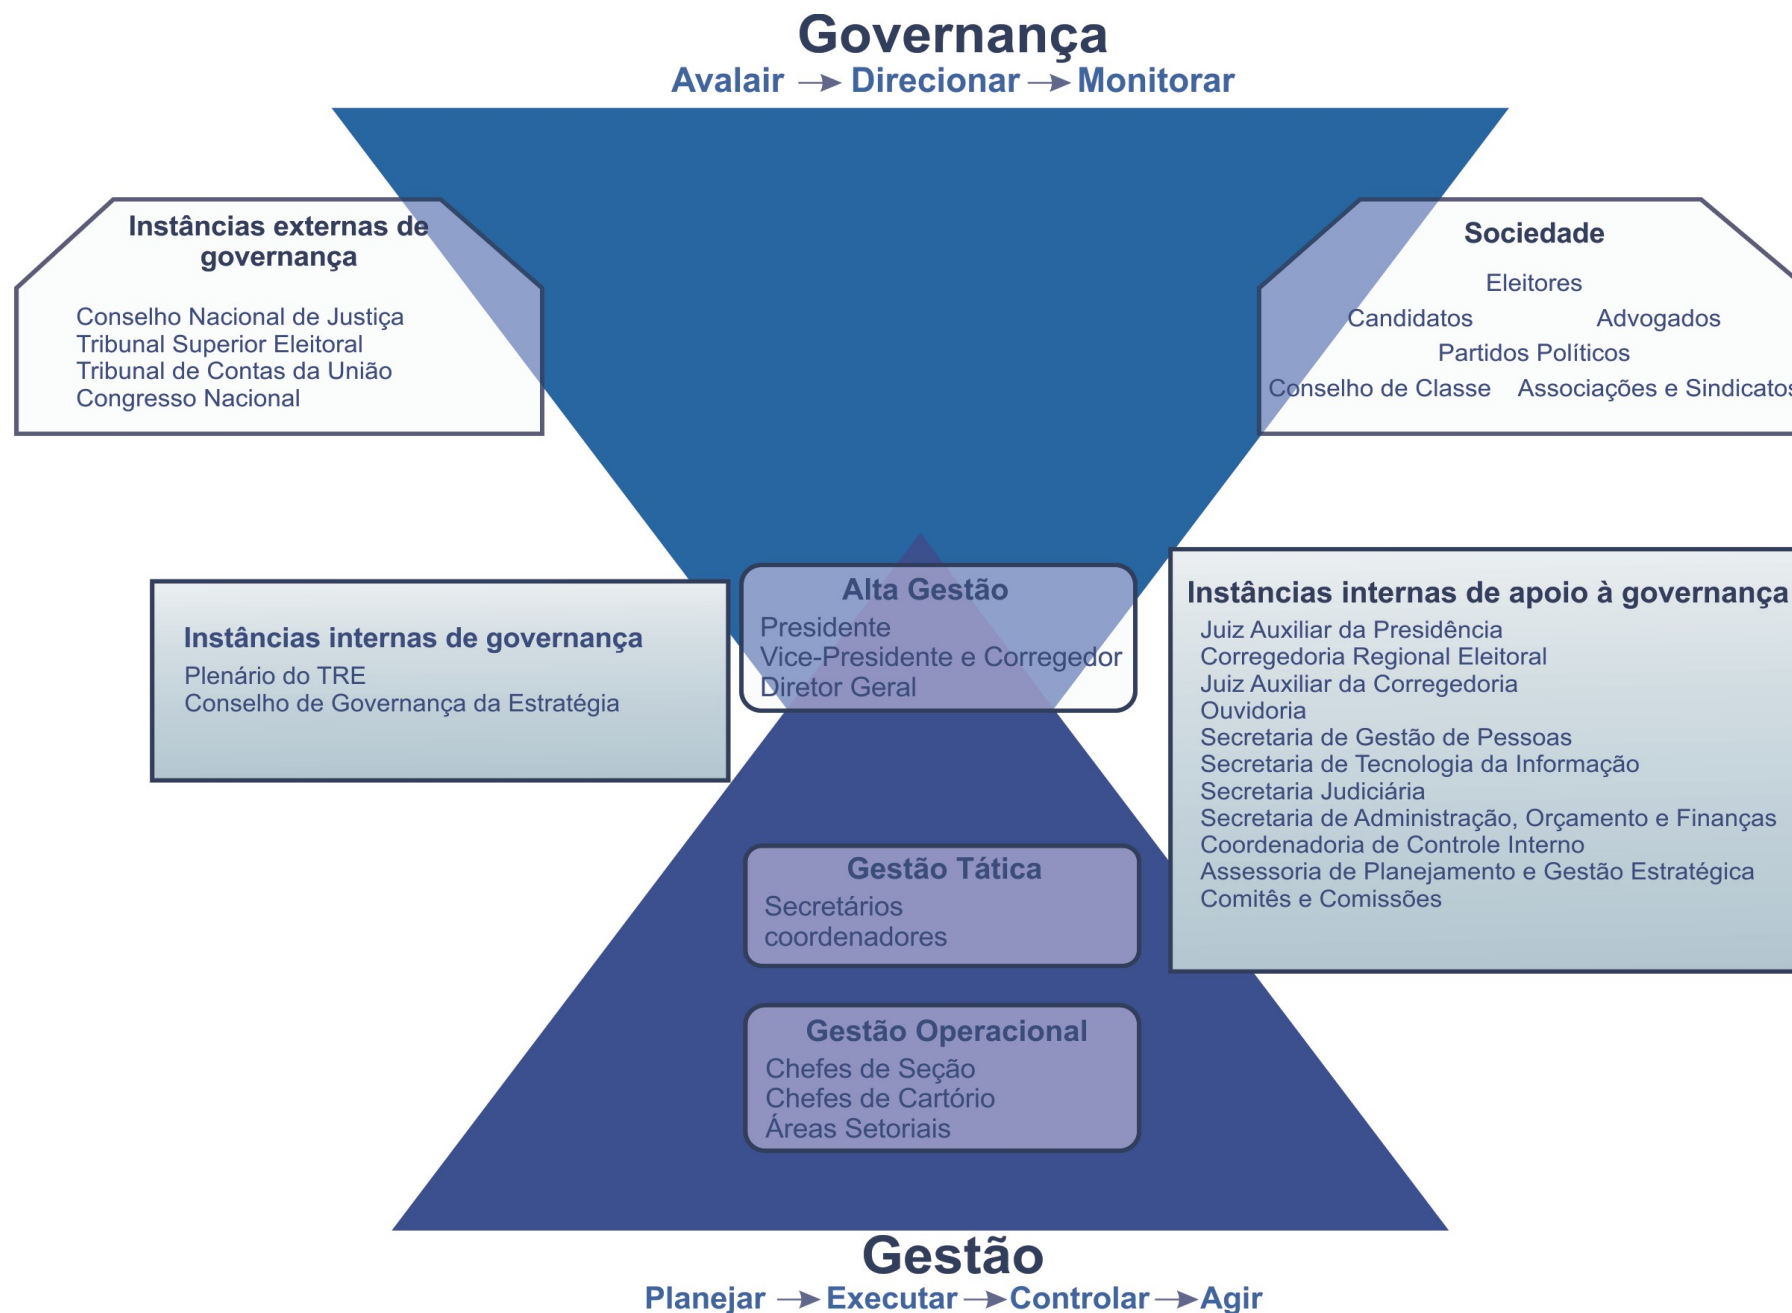 Governança
Avalair → Direcionar → Monitorar
Instâncias externas de
governança
Conselho Nacional de Justiça
Tribunal Superior Eleitoral
Tribunal de Contas da União
Congresso Nacional
Sociedade
Eleitores
Candidatos Advogados
Partidos Políticos
Conselho de Classe Associações e Sindicatos
Instâncias internas de governança
Plenário do TRE
Conselho de Governança da Estratégia
Alta Gestão
Presidente
Vice-Presidente e Corregedor
Diretor Geral
Instâncias internas de apoio à governança
Juiz Auxiliar da Presidência
Corregedoria Regional Eleitoral
Juiz Auxiliar da Corregedoria
Ouvidoria
Secretaria de Gestão de Pessoas
Secretaria de Tecnologia da Informação
Secretaria Judiciária
Secretaria de Administração, Orçamento e Finanças
Coordenadoria de Controle Interno
Assessoria de Planejamento e Gestão Estratégica
Comitês e Comissões
Gestão Tática
Secretários
coordenadores
Gestão Operacional
Chefes de Seção
Chefes de Cartório
Áreas Setoriais
Gestão
Planejar → Executar → Controlar → Agir